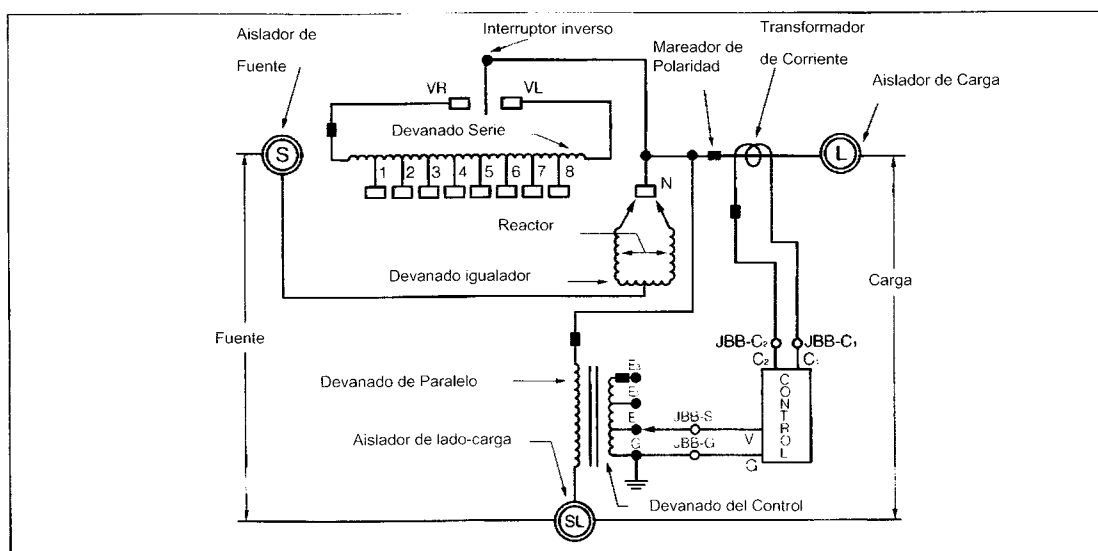 Aislador de
Fuente
Interruptor inverso
Mareador de
Polaridad
Transformador
de Corriente
Aislador de Carga
VR
VL
Devanado Serie
S
L
1 2 3 4 5 6 7 8
N
Reactor
Devanado igualador
Fuente
Carga
JBB-C₂
JBB-C₁
C₂
C₁
CONTROL
Devanado de Paralelo
E
JBB-S
V
G
JBB-G
G
Aislador de lado-carga
Devanado del Control
SL